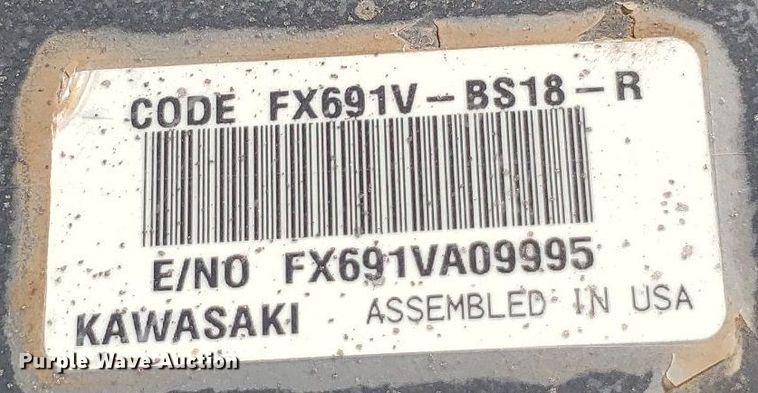 CODE FX691V-BS18-R
E/NO FX691VA09995
KAWASAKI ASSEMBLED IN USA
Purple Wave Auction